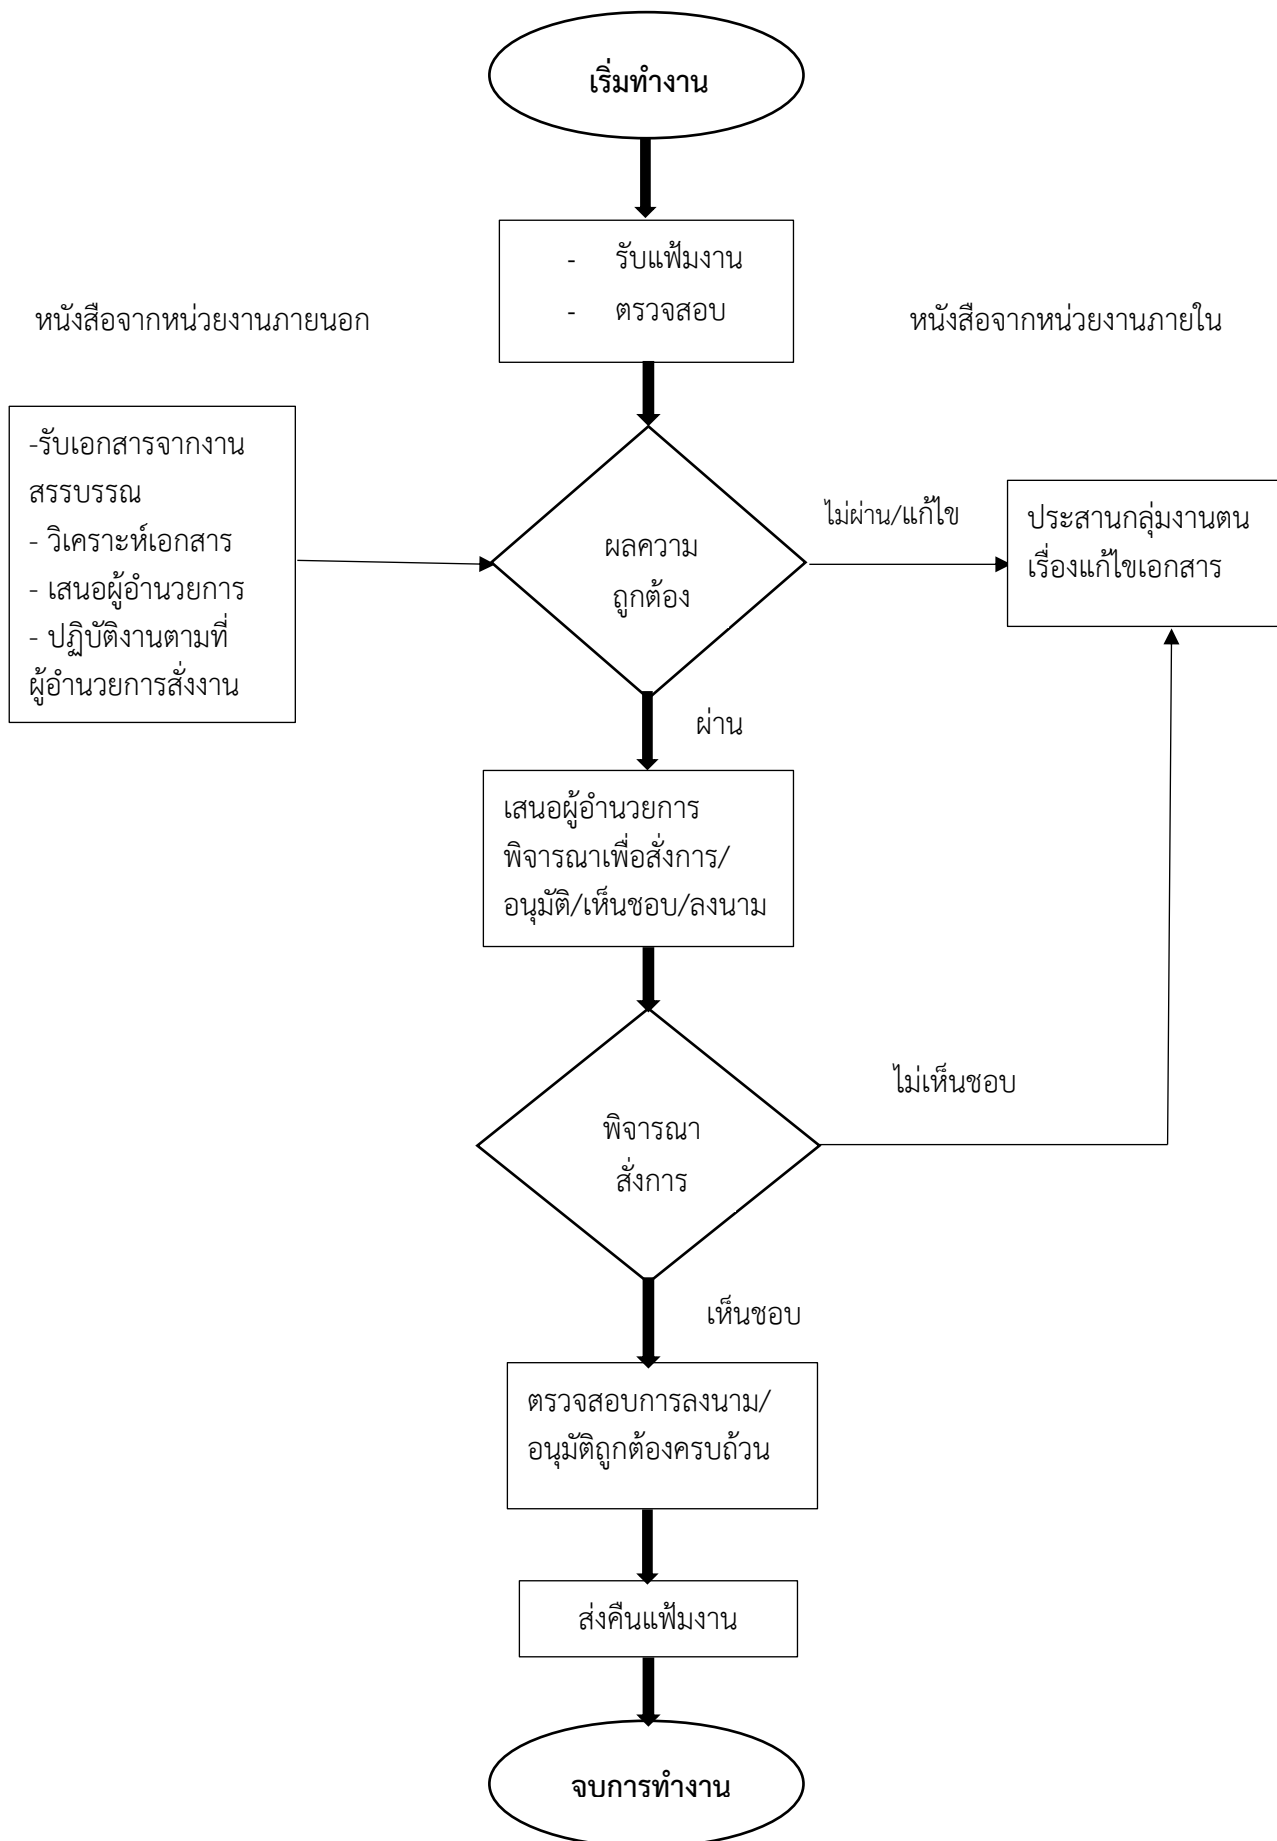 เริ่มทำงาน
- รับแฟ้มงาน
- ตรวจสอบ
หนังสือจากหน่วยงานภายนอก
หนังสือจากหน่วยงานภายใน
-รับเอกสารจากงาน
สรรบรรณ
- วิเคราะห์เอกสาร
- เสนอผู้อำนวยการ
- ปฏิบัติงานตามที่
ผู้อำนวยการสั่งงาน
ผลความ
ถูกต้อง
ไม่ผ่าน/แก้ไข
ประสานกลุ่มงานตน
เรื่องแก้ไขเอกสาร
ผ่าน
เสนอผู้อำนวยการ
พิจารณาเพื่อสั่งการ/
อนุมัติ/เห็นชอบ/ลงนาม
พิจารณา
สั่งการ
ไม่เห็นชอบ
เห็นชอบ
ตรวจสอบการลงนาม/
อนุมัติถูกต้องครบถ้วน
ส่งคืนแฟ้มงาน
จบการทำงาน